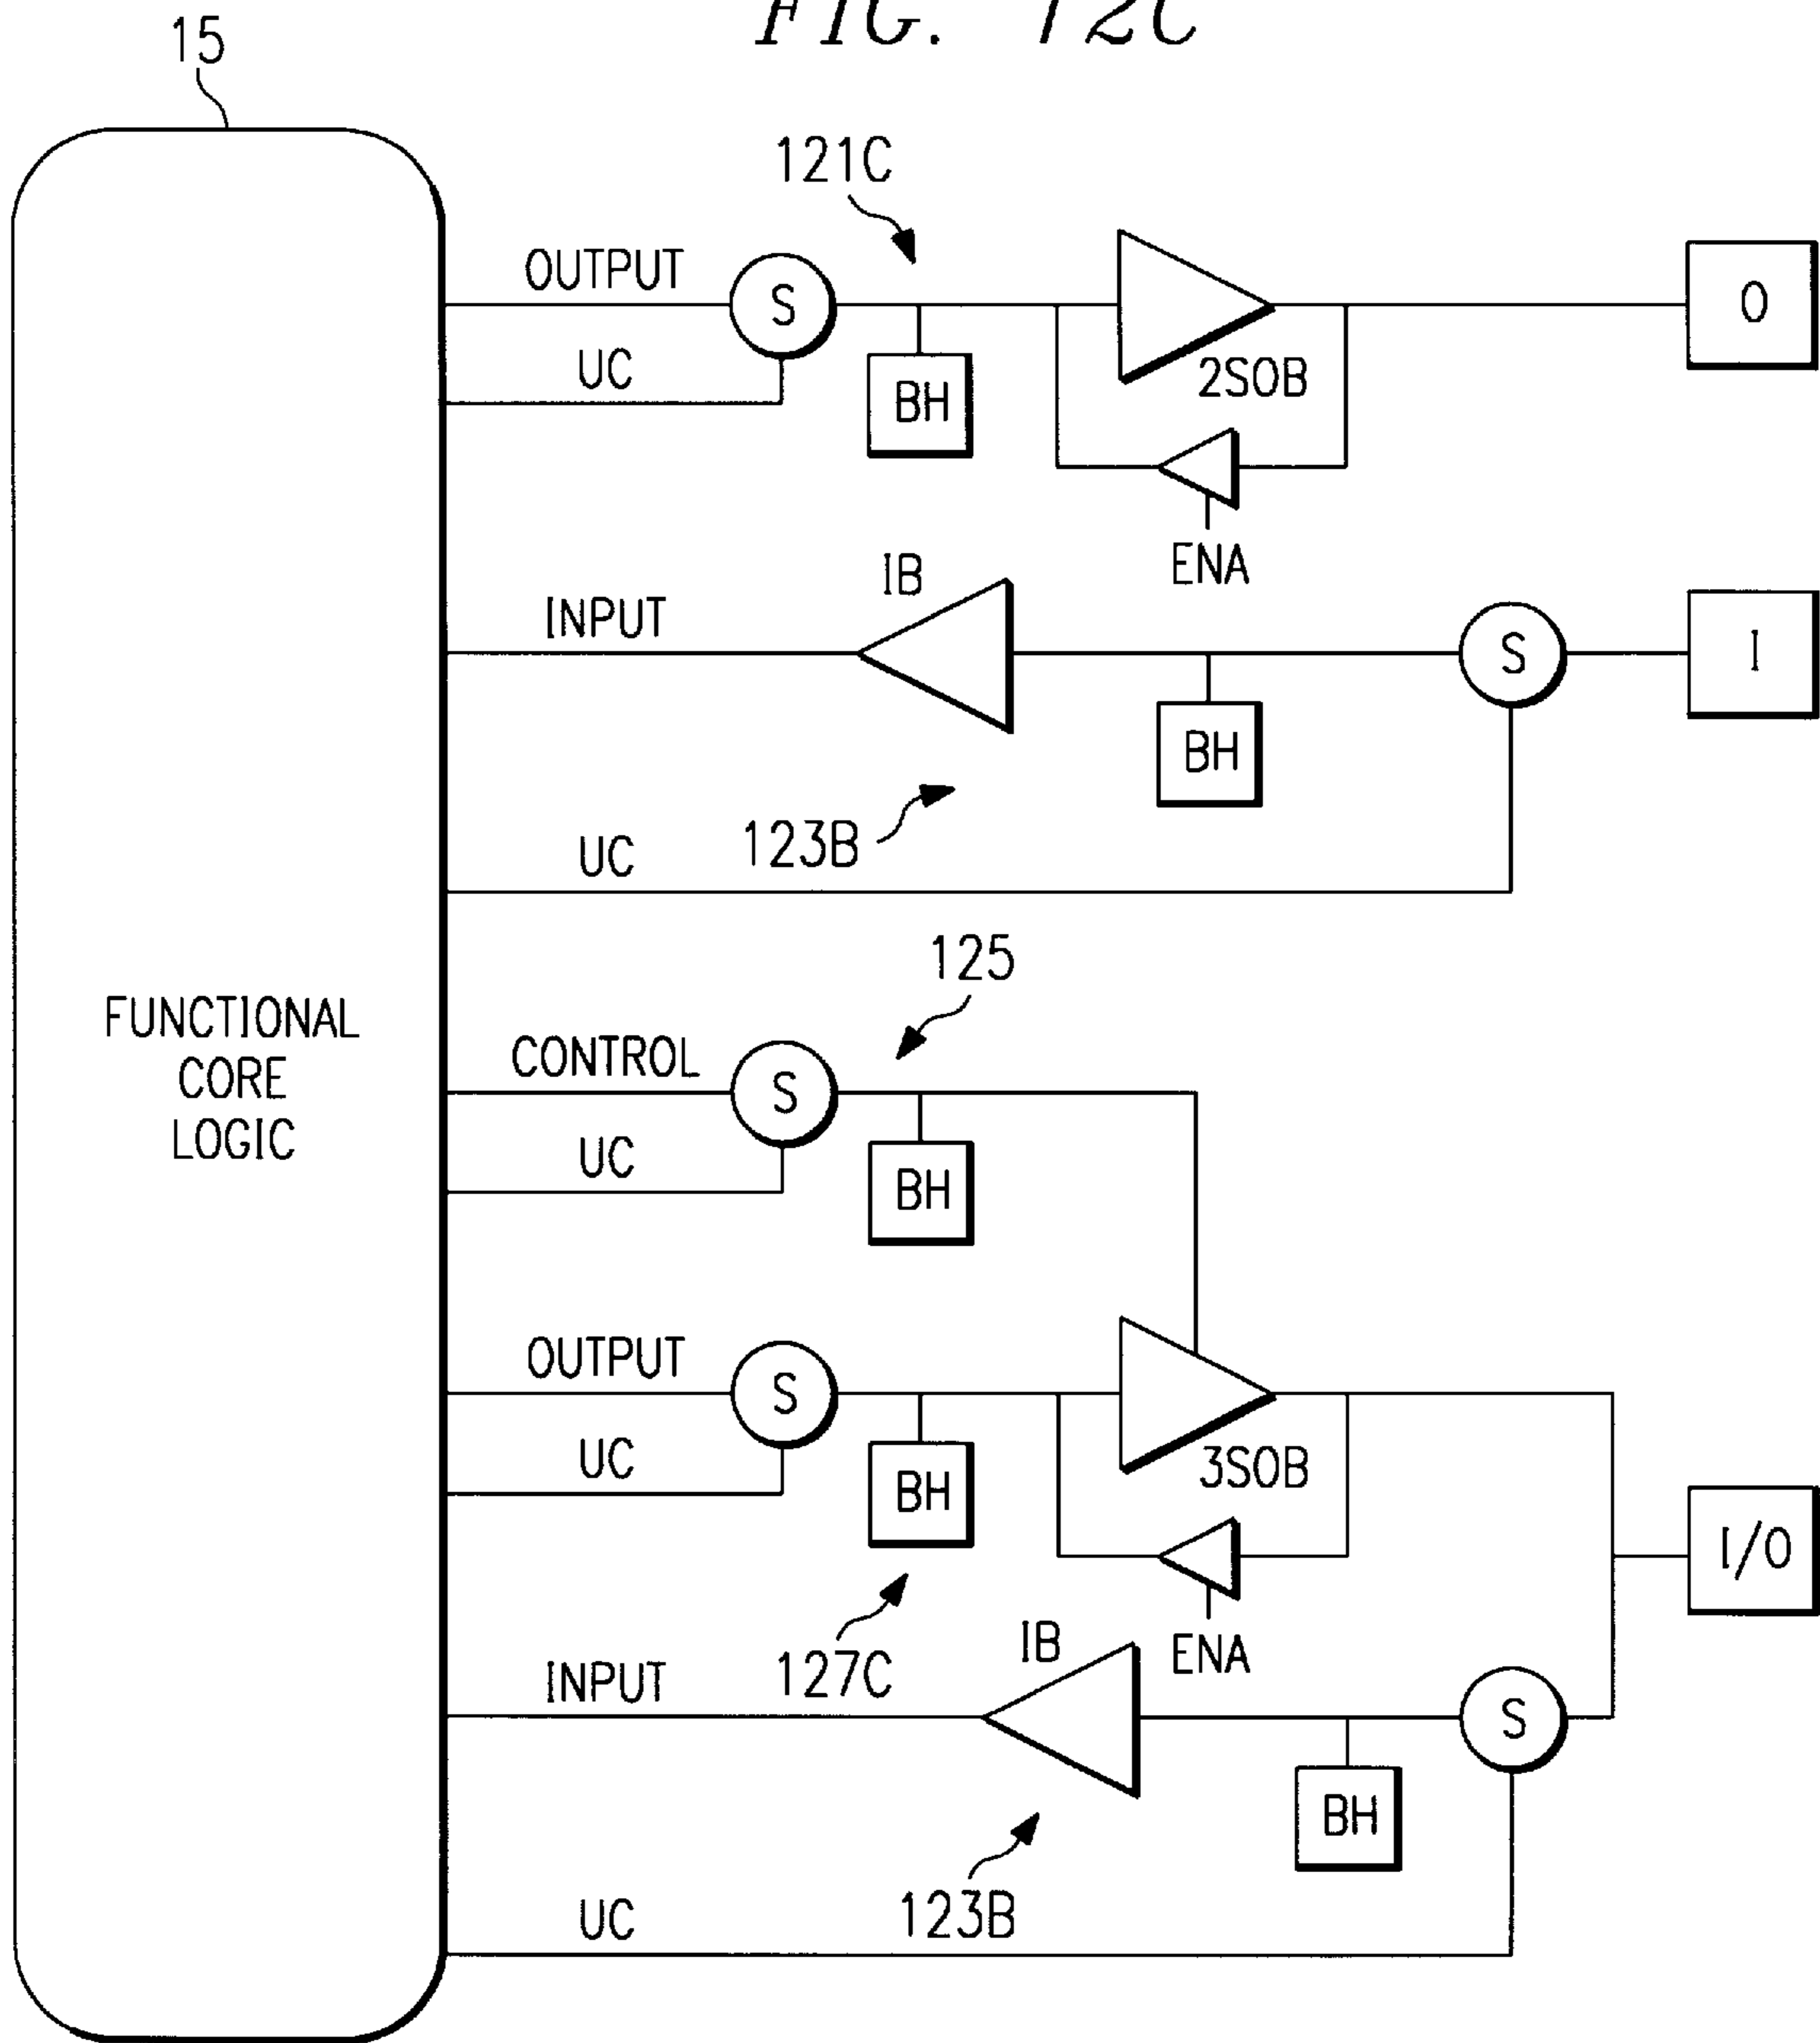 FIG. 12C
15
121C
OUTPUT
S
O
UC
BH
2SOB
ENA
IB
INPUT
S
I
BH
123B
UC
125
FUNCTIONAL
CORE
LOGIC
CONTROL
S
UC
BH
OUTPUT
S
UC
BH
3SOB
I/O
127C
IB
ENA
INPUT
S
BH
123B
UC